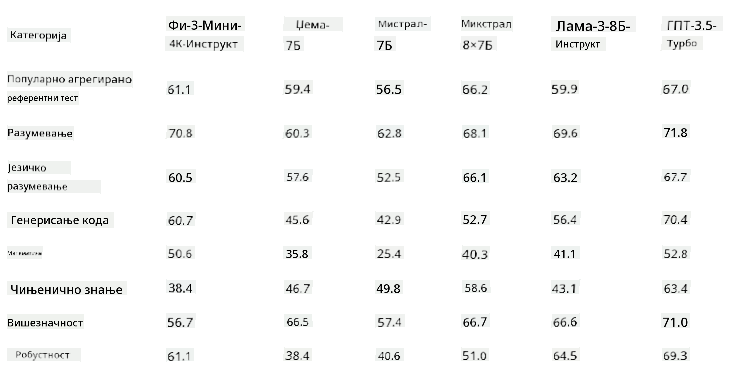 Категорија Фи-3-Мини- Џема- Мистрал- Микстрал Лама-3-8Б- ГПТ-3.5-
4К-Инструкт 7Б 7Б 8×7Б Инструкт Турбо
Популарно агрегирано
референтни тест 61.1 59.4 56.5 66.2 59.9 67.0
Разумевање 70.8 60.3 62.8 68.1 69.6 71.8
Језичко
разумевање 60.5 57.6 52.5 66.1 63.2 67.7
Генерисање кода 60.7 45.6 42.9 52.7 56.4 70.4
Математика 50.6 35.8 25.4 40.3 41.1 52.8
Чињенично знање 38.4 46.7 49.8 58.6 43.1 63.4
Вишезначност 56.7 66.5 57.4 66.7 66.6 71.0
Робустност 61.1 38.4 40.6 51.0 64.5 69.3